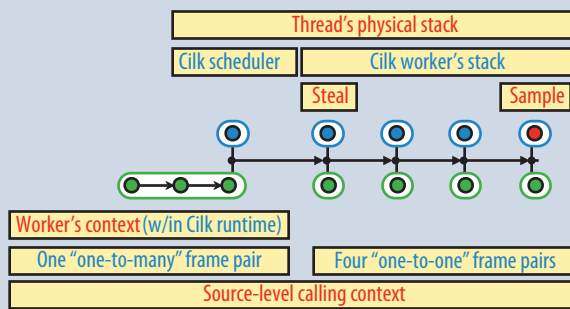 Thread's physical stack
Cilk scheduler
Cilk worker's stack
Steal
Sample
Worker's context (w/in Cilk runtime)
One “one-to-many” frame pair
Four “one-to-one” frame pairs
Source-level calling context